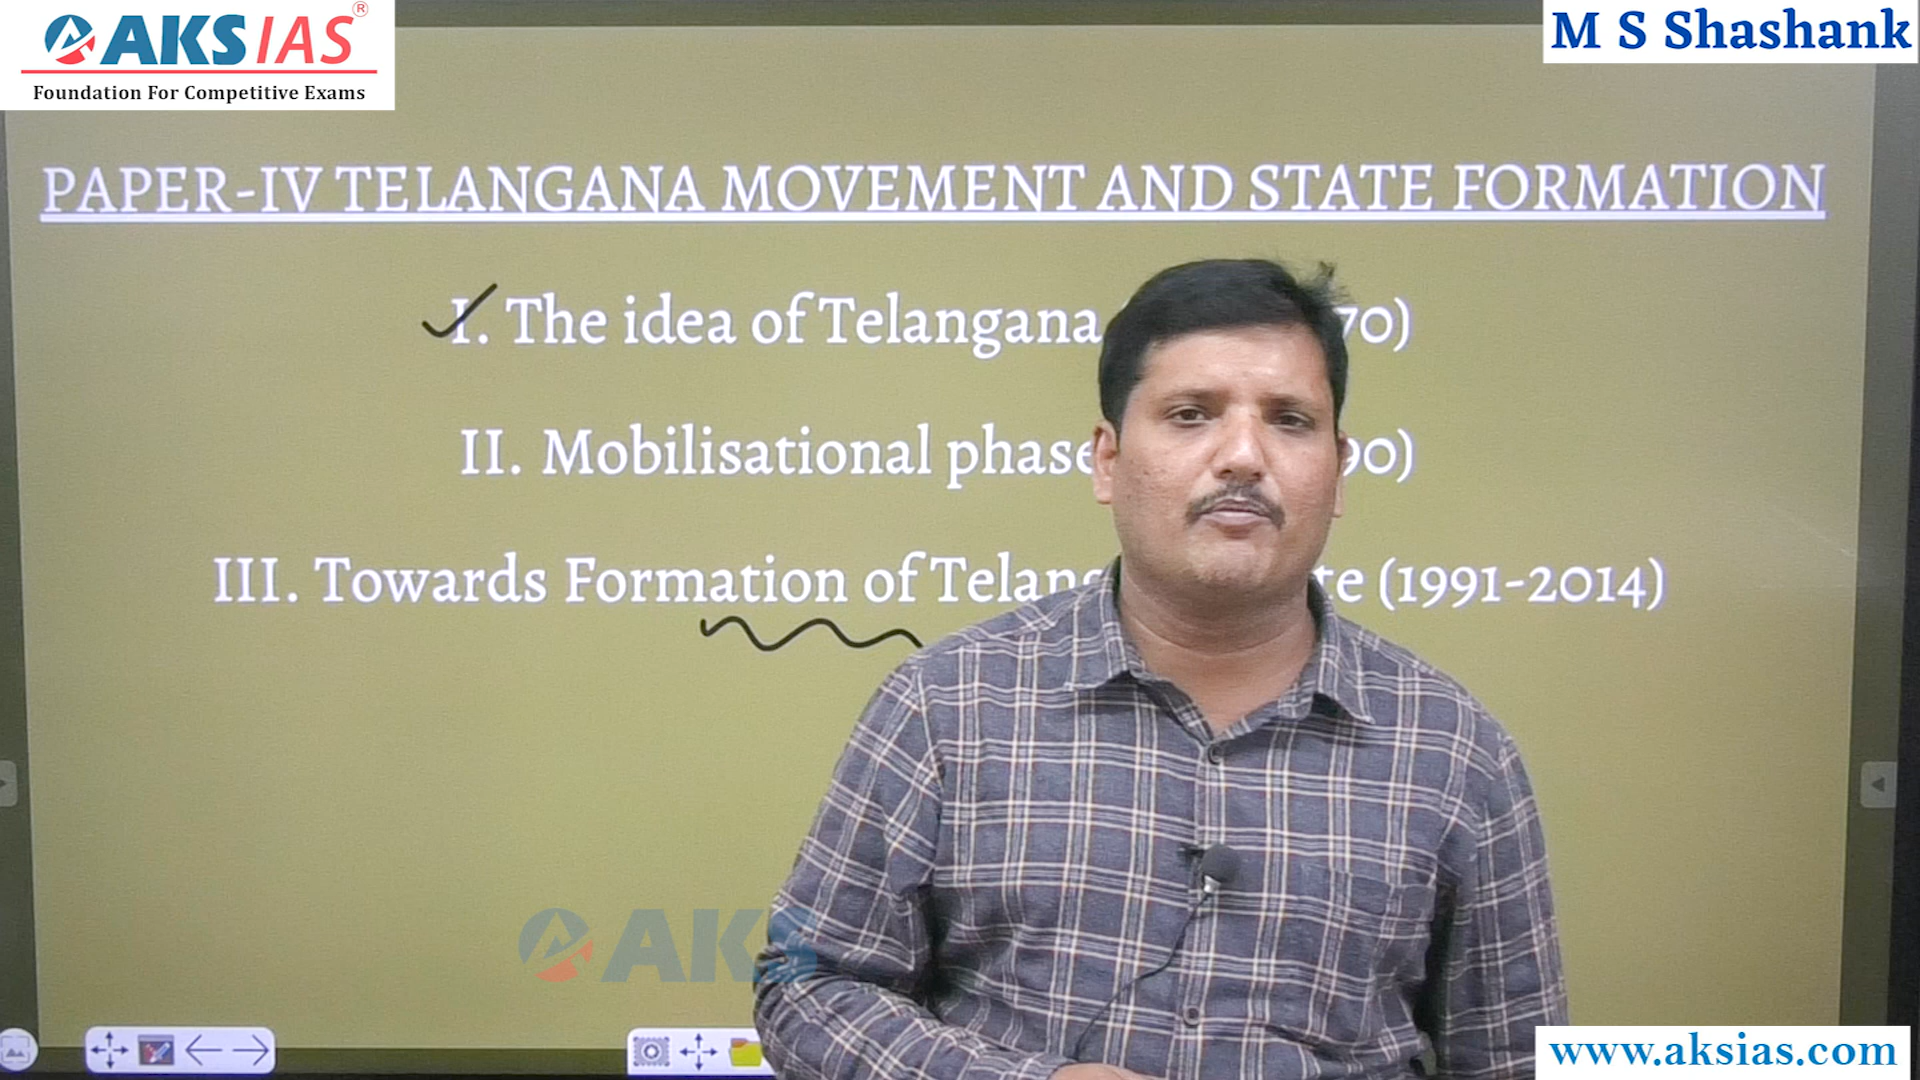 AKS IAS®
Foundation For Competitive Exams
M S Shashank
PAPER-IV TELANGANA MOVEMENT AND STATE FORMATION
I. The idea of Telangana 70)
II. Mobilisational phase 90)
III. Towards Formation of Telang te (1991-2014)
AKS
www.aksias.com